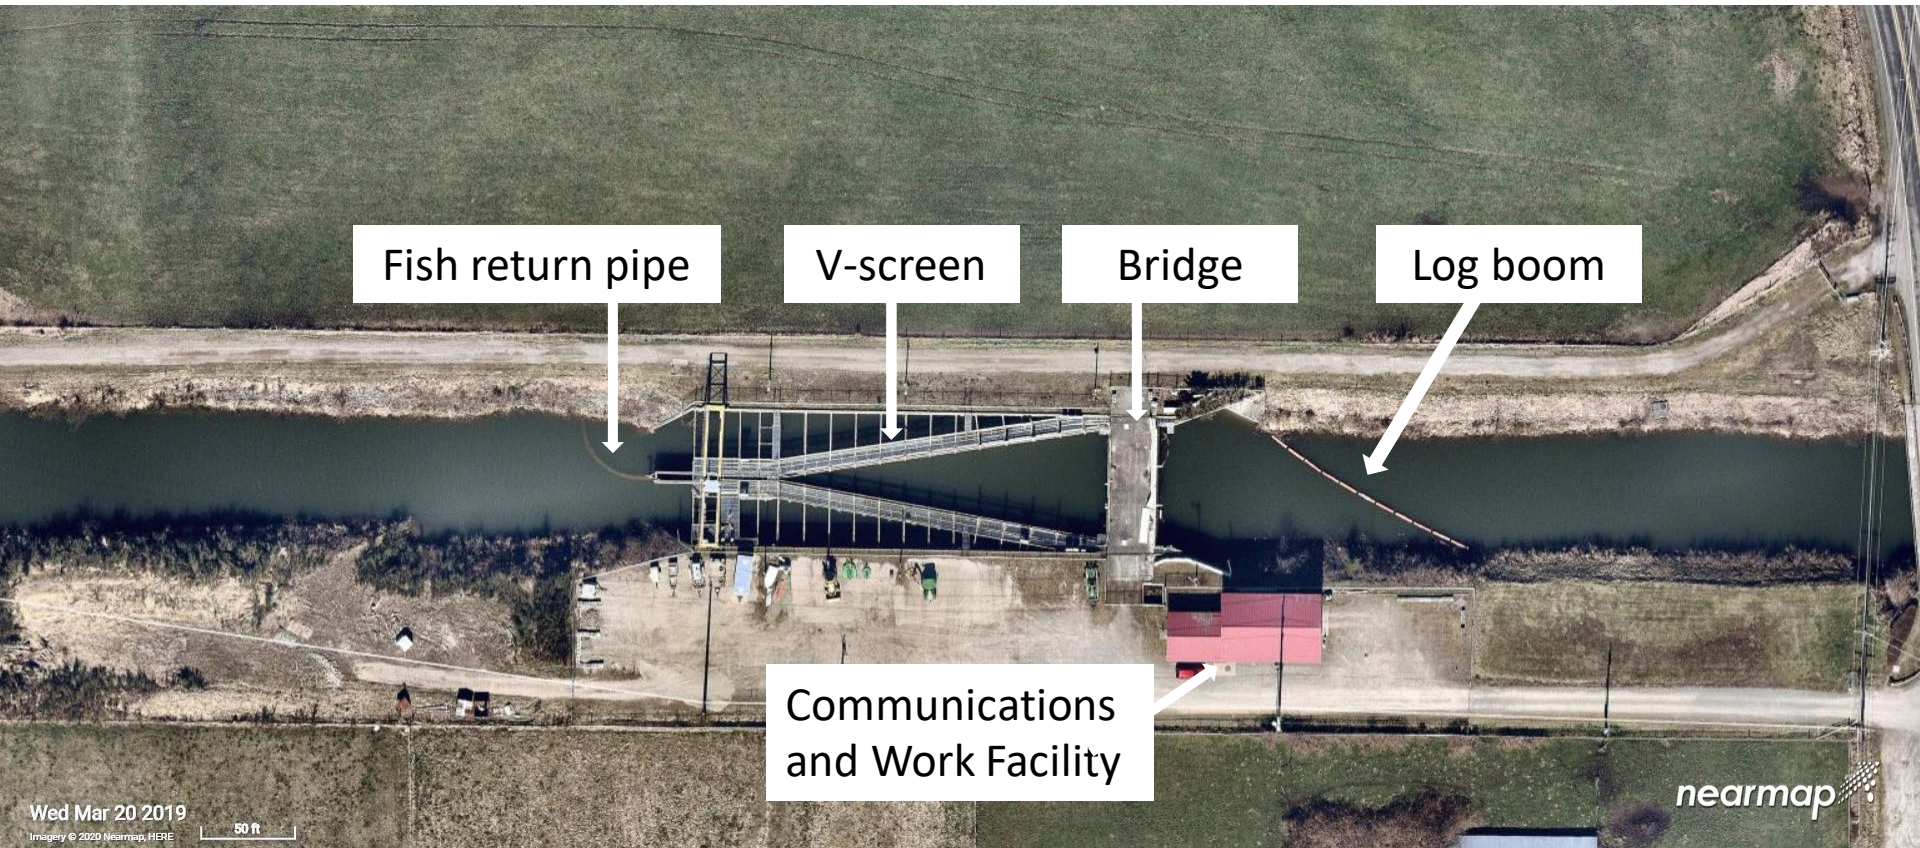 Fish return pipe
V-screen
Bridge
Log boom
Communications
and Work Facility
Wed Mar 20 2019
Imagery © 2020 Nearmap, HERE
50 ft
nearmap